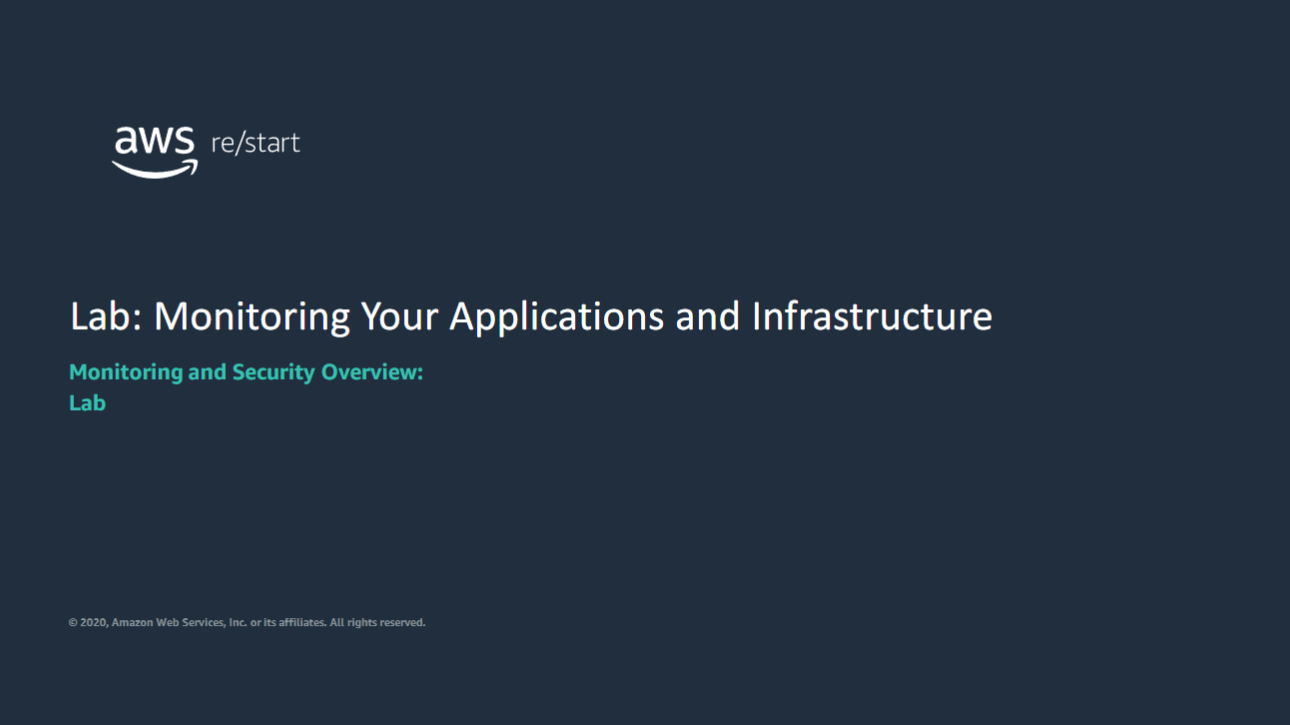 aws re/start
Lab: Monitoring Your Applications and Infrastructure
Monitoring and Security Overview:
Lab
© 2020, Amazon Web Services, Inc. or its affiliates. All rights reserved.